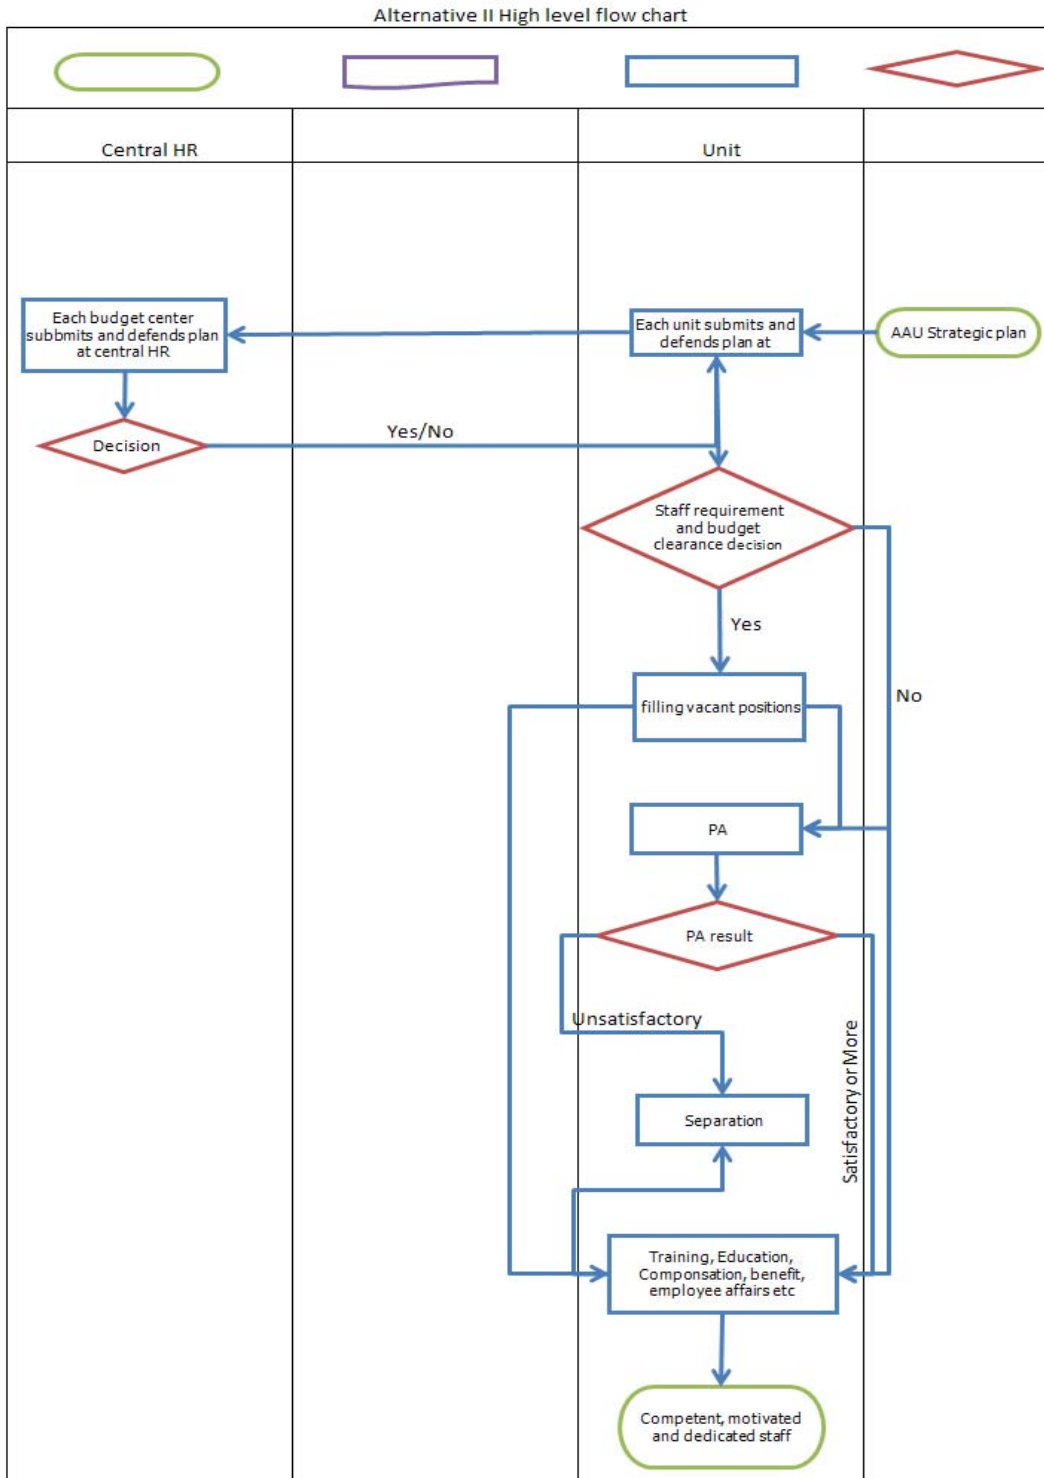 Alternative II High level flow chart
Central HR
Unit
Each budget center
subbmits and defends plan
at central HR
Each unit submits and
defends plan at
AAU Strategic plan
Decision
Yes/No
Staff requirement
and budget
clearance decision
Yes
No
filling vacant positions
PA
PA result
Unsatisfactory
Satisfactory or More
Separation
Training, Education,
Componsation, benefit,
employee affairs etc
Competent, motivated
and dedicated staff